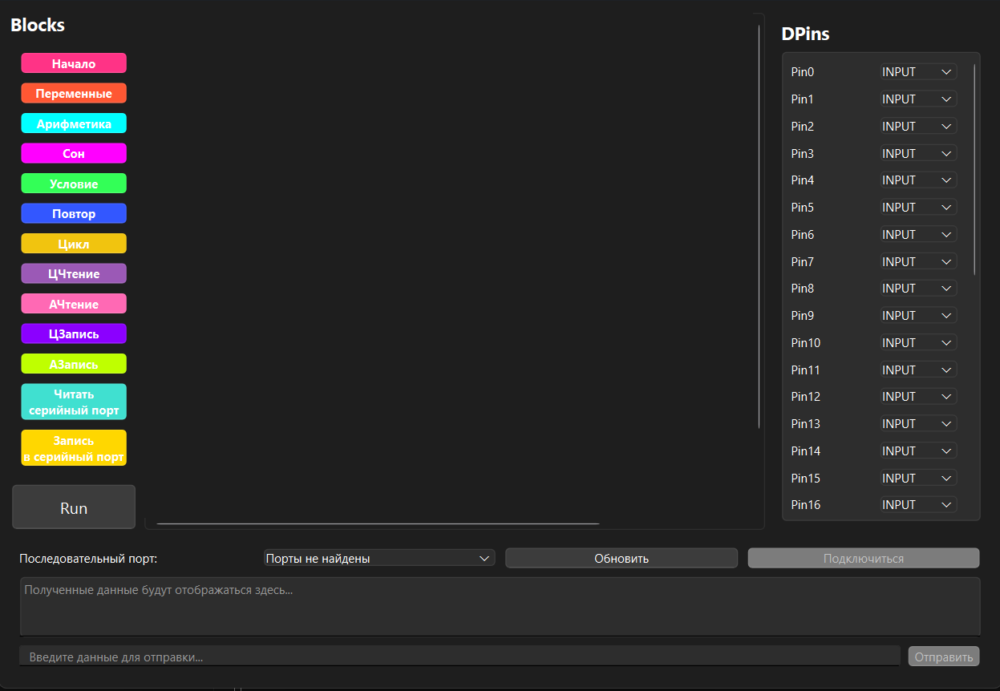 Blocks
Начало
Переменные
Арифметика
Сон
Условие
Повтор
Цикл
ЦЧтение
АЧтение
ЦЗапись
АЗапись
Читать
серийный порт
Запись
в серийный порт
Run
DPins
Pin0 INPUT
Pin1 INPUT
Pin2 INPUT
Pin3 INPUT
Pin4 INPUT
Pin5 INPUT
Pin6 INPUT
Pin7 INPUT
Pin8 INPUT
Pin9 INPUT
Pin10 INPUT
Pin11 INPUT
Pin12 INPUT
Pin13 INPUT
Pin14 INPUT
Pin15 INPUT
Pin16 INPUT
Последовательный порт: Порты не найдены Обновить Подключиться
Полученные данные будут отображаться здесь...
Введите данные для отправки... Отправить